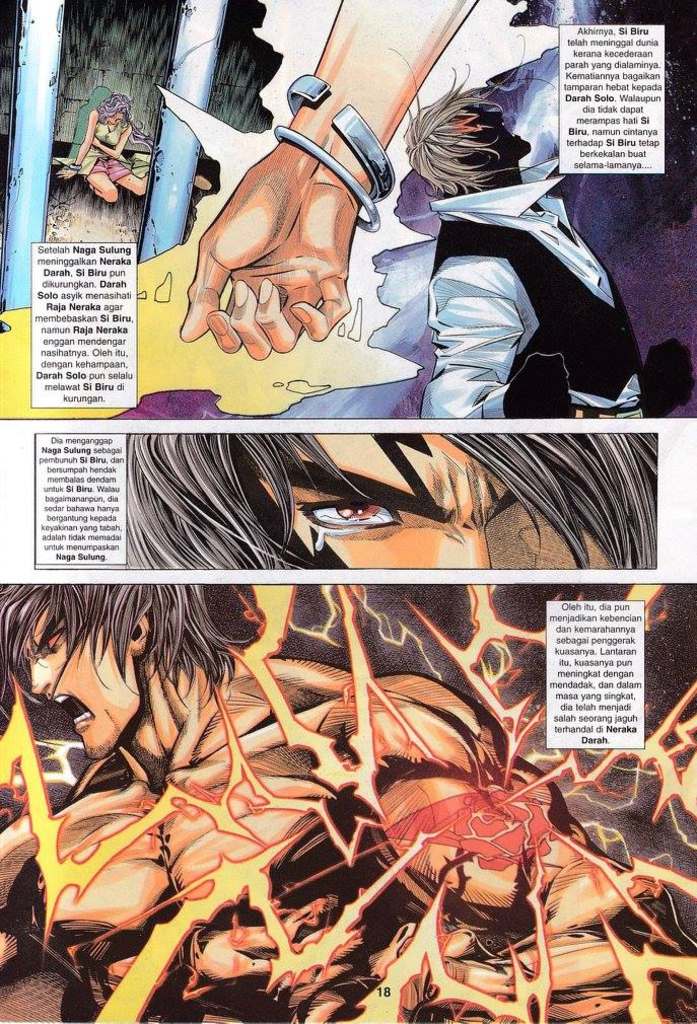 Setelah Naga Sulung
meninggalkan Neraka
Darah, Si Biru pun
dikurungkan. Darah
Solo asyik menasihati
Raja Neraka agar
membebaskan Si Biru,
namun Raja Neraka
enggan mendengar
nasihatnya. Oleh itu,
dengan kehampaan,
Darah Solo pun selalu
melawat Si Biru di
kurungan.
Akhirnya, Si Biru
telah meninggal dunia
kerana kecederaan
parah yang dialaminya.
Kematiannya bagaikan
tamparan hebat kepada
Darah Solo. Walaupun
dia tidak dapat
merampas hati Si
Biru, namun cintanya
terhadap Si Biru tetap
berkekalan buat
selama-lamanya....
Dia menganggap
Naga Sulung sebagai
pembunuh Si Biru, dan
bersumpah hendak
membalas dendam
untuk Si Biru. Walau
bagaimananpun, dia
sedar bahawa hanya
bergantung kepada
keyakinan yang tabah,
adalah tidak memadai
untuk menumpaskan
Naga Sulung.
Oleh itu, dia pun
menjadikan kebencian
dan kemarahannya
sebagai penggerak
kuasanya. Lantaran
itu, kuasanya pun
meningkat dengan
mendadak, dan dalam
masa yang singkat,
dia telah menjadi
salah seorang jaguh
terhandal di Neraka
Darah.
18